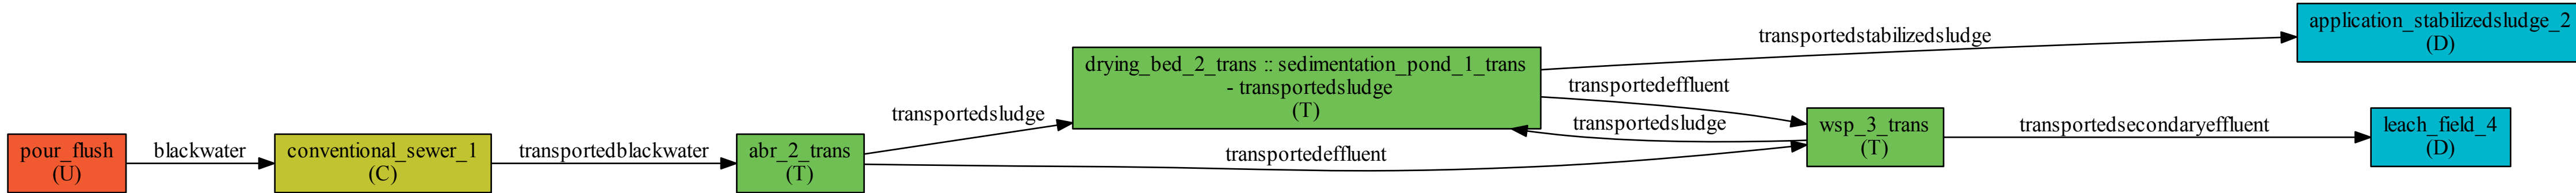 pour_flush
(U)
blackwater
conventional_sewer_1
(C)
transportedblackwater
abr_2_trans
(T)
transportedsludge
transportedeffluent
drying_bed_2_trans :: sedimentation_pond_1_trans
- transportedsludge
(T)
transportedstabilizedsludge
transportedeffluent
transportedsludge
wsp_3_trans
(T)
transportedsecondaryeffluent
application_stabilizedsludge_2
(D)
leach_field_4
(D)